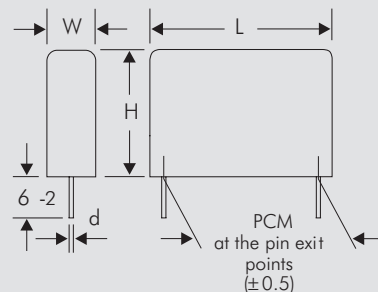 W
L
H
6 -2
d
PCM
at the pin exit
points
(±0.5)